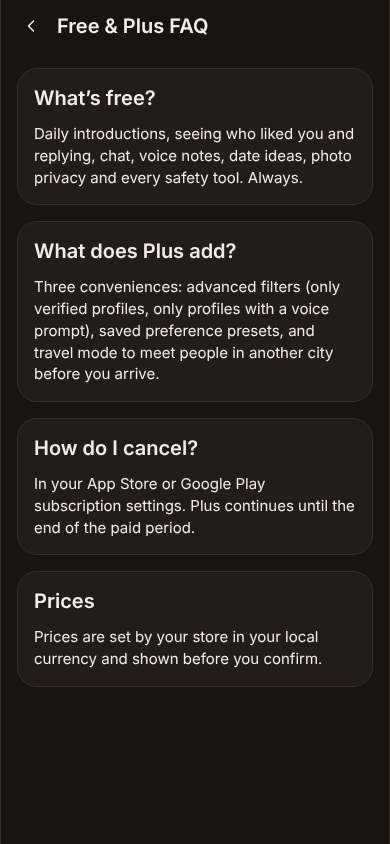 Free & Plus FAQ
What’s free?
Daily introductions, seeing who liked you and
replying, chat, voice notes, date ideas, photo
privacy and every safety tool. Always.
What does Plus add?
Three conveniences: advanced filters (only
verified profiles, only profiles with a voice
prompt), saved preference presets, and
travel mode to meet people in another city
before you arrive.
How do I cancel?
In your App Store or Google Play
subscription settings. Plus continues until the
end of the paid period.
Prices
Prices are set by your store in your local
currency and shown before you confirm.